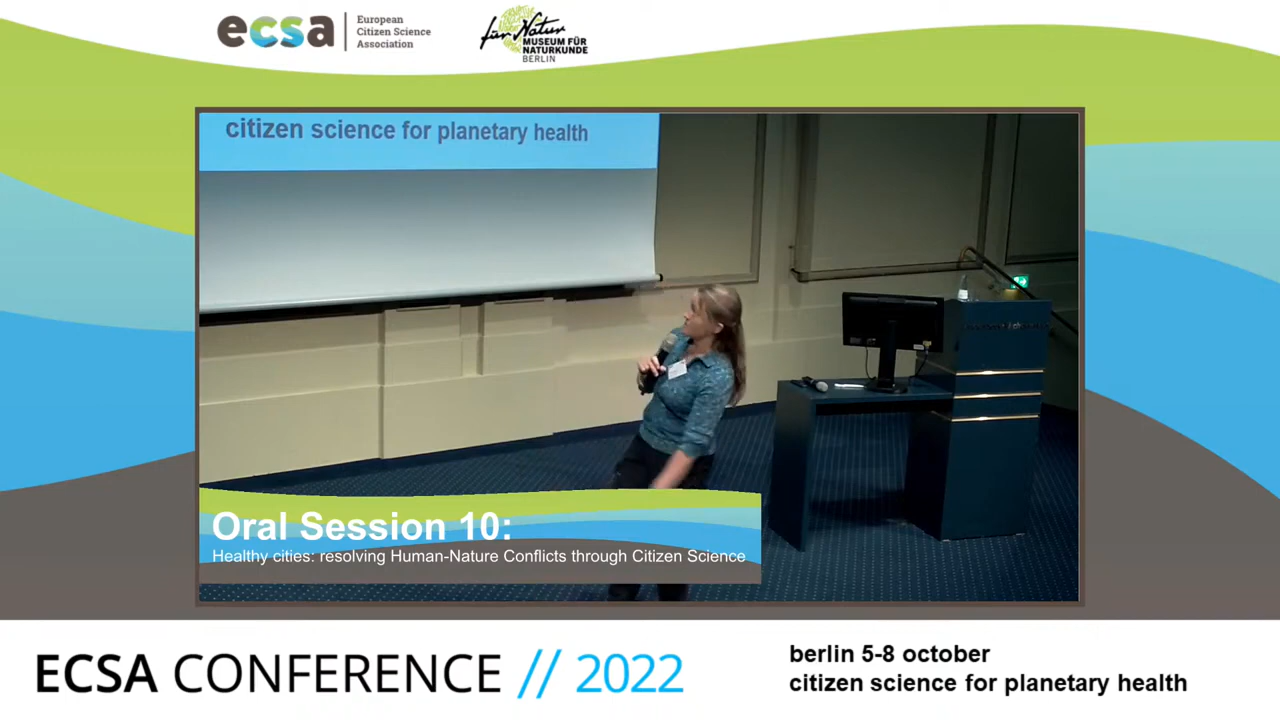 ecsa
European
Citizen Science
Association
für Natur
MUSEUM FÜR
NATURKUNDE
BERLIN
citizen science for planetary health
Oral Session 10:
Healthy cities: resolving Human-Nature Conflicts through Citizen Science
ECSA CONFERENCE // 2022
berlin 5-8 october
citizen science for planetary health